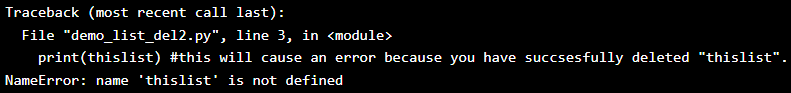 Traceback (most recent call last):
  File "demo_list_del2.py", line 3, in <module>
    print(thislist) #this will cause an error because you have succsesfully deleted "thislist".
NameError: name 'thislist' is not defined